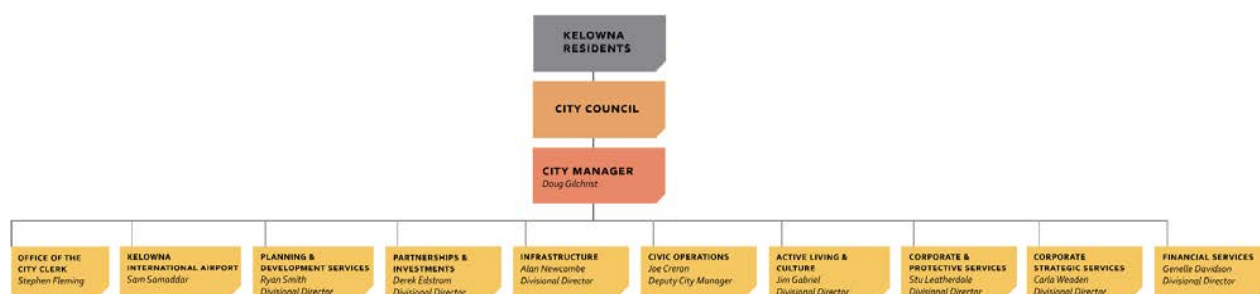 KELOWNA
RESIDENTS
CITY COUNCIL
CITY MANAGER
Doug Gilchrist
OFFICE OF THE
CITY CLERK
Stephen Fleming
KELOWNA
INTERNATIONAL AIRPORT
Sam Samaddar
PLANNING &
DEVELOPMENT SERVICES
Ryan Smith
Divisional Director
PARTNERSHIPS &
INVESTMENTS
Derek Edstrom
Divisional Director
INFRASTRUCTURE
Alan Newcombe
Divisional Director
CIVIC OPERATIONS
Joe Creron
Deputy City Manager
ACTIVE LIVING &
CULTURE
Jim Gabriel
Divisional Director
CORPORATE &
PROTECTIVE SERVICES
Stu Leatherdale
Divisional Director
CORPORATE
STRATEGIC SERVICES
Carla Weaden
Divisional Director
FINANCIAL SERVICES
Genelle Davidson
Divisional Director